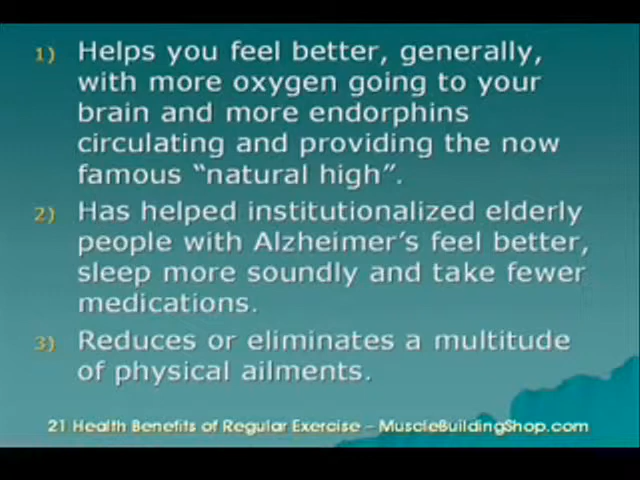 1) Helps you feel better, generally,
with more oxygen going to your
brain and more endorphins
circulating and providing the now
famous “natural high”.
2) Has helped institutionalized elderly
people with Alzheimer’s feel better,
sleep more soundly and take fewer
medications.
3) Reduces or eliminates a multitude
of physical ailments.
21 Health Benefits of Regular Exercise – MuscleBuildingShop.com